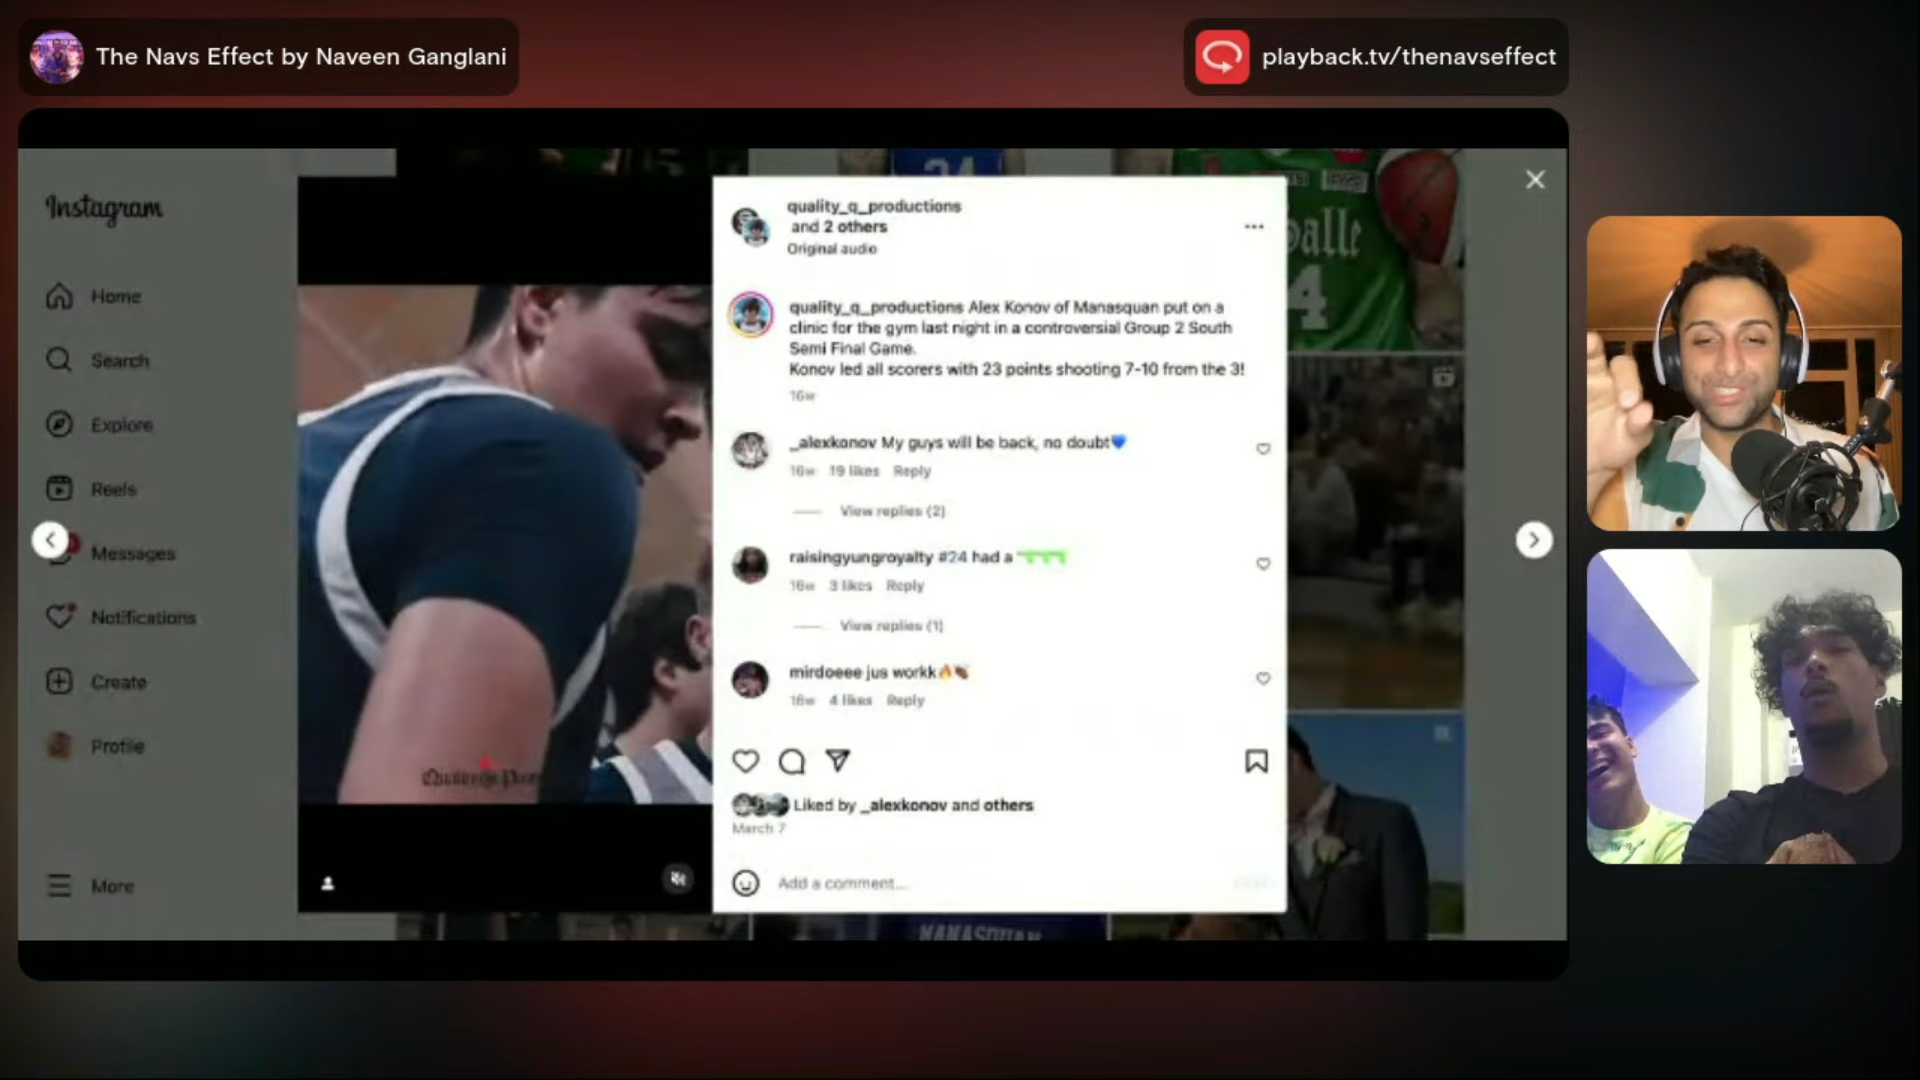 The Navs Effect by Naveen Ganglani
playback.tv/thenavseffect
Instagram
Home
Search
Explore
Reels
Messages
Notifications
Create
Profile
More
24
4
MANASQUAN
quality_q_productions
and 2 others
Original audio
quality_q_productions Alex Konov of Manasquan put on a
clinic for the gym last night in a controversial Group 2 South
Semi Final Game.
Konov led all scorers with 23 points shooting 7-10 from the 3!
16w
_alexkonov My guys will be back, no doubt💙
16w 19 likes Reply
View replies (2)
raisingyungroyalty #24 had a
16w 3 likes Reply
View replies (1)
mirdoeee jus workk🔥
16w 4 likes Reply
Liked by _alexkonov and others
March 7
Add a comment...